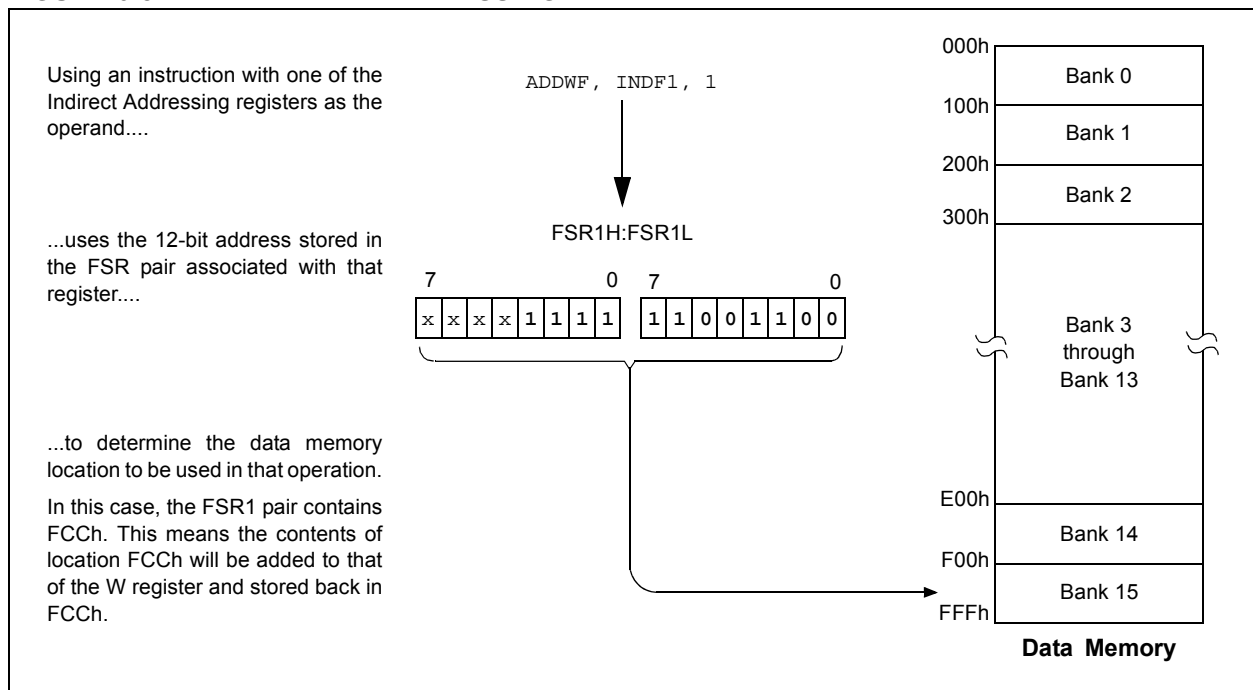 Using an instruction with one of the
Indirect Addressing registers as the
operand....
ADDWF, INDF1, 1
...uses the 12-bit address stored in
the FSR pair associated with that
register....
FSR1H:FSR1L
7 0 7 0
x x x x 1 1 1 1 1 1 0 0 1 1 0 0
...to determine the data memory
location to be used in that operation.
In this case, the FSR1 pair contains
FCCh. This means the contents of
location FCCh will be added to that
of the W register and stored back in
FCCh.
000h
Bank 0
100h
Bank 1
200h
Bank 2
300h
Bank 3
through
Bank 13
E00h
Bank 14
F00h
Bank 15
FFFh
Data Memory